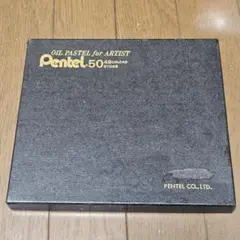 OIL PASTEL for ARTIST
Pentel 50
PENTEL CO., LTD.